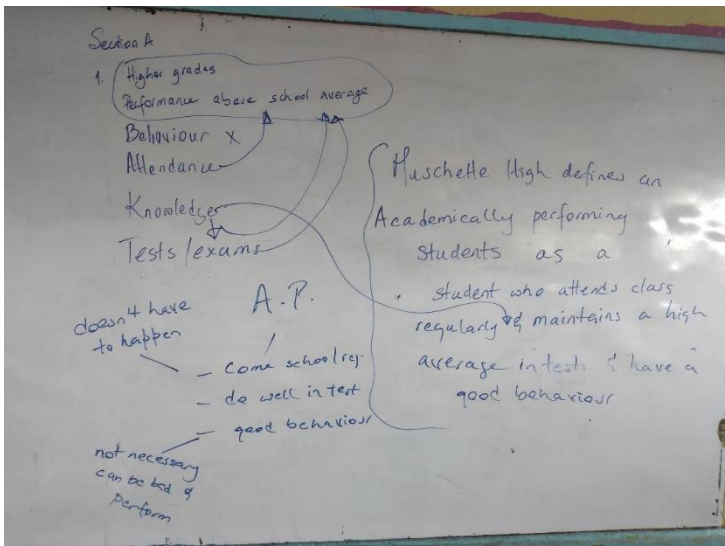 Section A
1. Higher grades
Performance above school average
Behaviour x
Attendance
Knowledge
Tests/exams
A.P.
doesn't have
to happen
- Come school reg.
- do well in test
- good behaviour
not necessary
can be bad &
perform
Muschette High defines an
Academically performing
Students as a
student who attends class
regularly & maintains a high
average in tests & have a
good behaviour